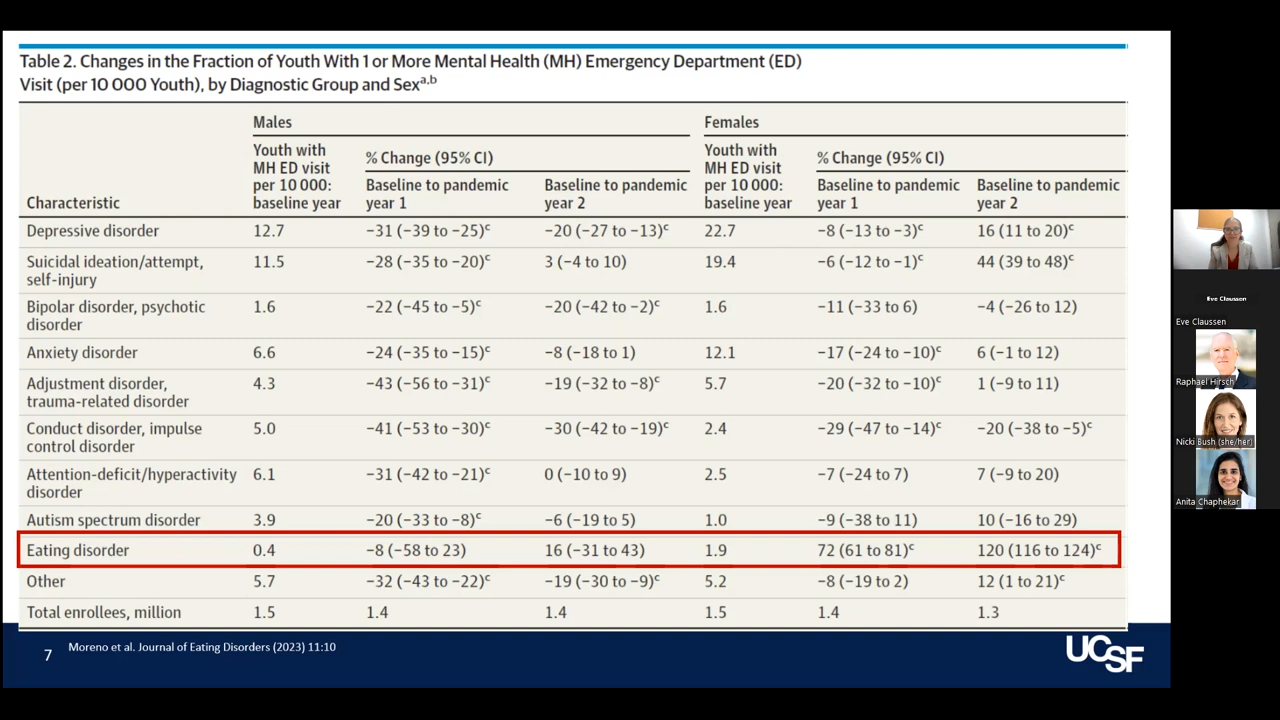 Table 2. Changes in the Fraction of Youth With 1 or More Mental Health (MH) Emergency Department (ED)
Visit (per 10 000 Youth), by Diagnostic Group and Sexa,b
Males Females
Youth with MH ED visit per 10 000: baseline year % Change (95% CI) Youth with MH ED visit per 10 000: baseline year % Change (95% CI)
Characteristic Baseline to pandemic year 1 Baseline to pandemic year 2 Baseline to pandemic year 1 Baseline to pandemic year 2
Depressive disorder 12.7 −31 (−39 to −25)c −20 (−27 to −13)c 22.7 −8 (−13 to −3)c 16 (11 to 20)c
Suicidal ideation/attempt, 11.5 −28 (−35 to −20)c 3 (−4 to 10) 19.4 −6 (−12 to −1)c 44 (39 to 48)c
self-injury
Bipolar disorder, psychotic 1.6 −22 (−45 to −5)c −20 (−42 to −2)c 1.6 −11 (−33 to 6) −4 (−26 to 12)
disorder
Anxiety disorder 6.6 −24 (−35 to −15)c −8 (−18 to 1) 12.1 −17 (−24 to −10)c 6 (−1 to 12)
Adjustment disorder, 4.3 −43 (−56 to −31)c −19 (−32 to −8)c 5.7 −20 (−32 to −10)c 1 (−9 to 11)
trauma-related disorder
Conduct disorder, impulse 5.0 −41 (−53 to −30)c −30 (−42 to −19)c 2.4 −29 (−47 to −14)c −20 (−38 to −5)c
control disorder
Attention-deficit/hyperactivity 6.1 −31 (−42 to −21)c 0 (−10 to 9) 2.5 −7 (−24 to 7) 7 (−9 to 20)
disorder
Autism spectrum disorder 3.9 −20 (−33 to −8)c −6 (−19 to 5) 1.0 −9 (−38 to 11) 10 (−16 to 29)
Eating disorder 0.4 −8 (−58 to 23) 16 (−31 to 43) 1.9 72 (61 to 81)c 120 (116 to 124)c
Other 5.7 −32 (−43 to −22)c −19 (−30 to −9)c 5.2 −8 (−19 to 2) 12 (1 to 21)c
Total enrollees, million 1.5 1.4 1.4 1.5 1.4 1.3
7 Moreno et al. Journal of Eating Disorders (2023) 11:10
UCSF
Eve Claussen
Eve Claussen
Raphael Hirsch
Nicki Bush (she/her)
Anita Chaphekar